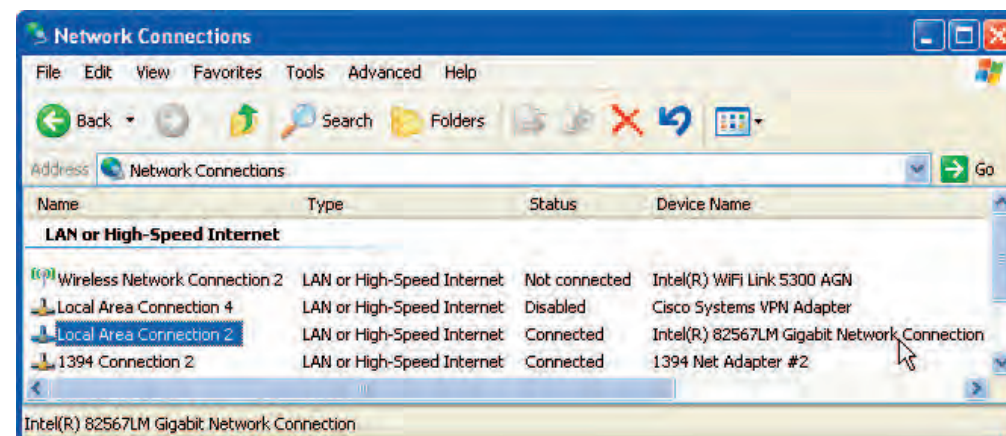 Network Connections
File Edit View Favorites Tools Advanced Help
Back Search Folders
Address Network Connections Go
Name Type Status Device Name
LAN or High-Speed Internet
Wireless Network Connection 2 LAN or High-Speed Internet Not connected Intel(R) WiFi Link 5300 AGN
Local Area Connection 4 LAN or High-Speed Internet Disabled Cisco Systems VPN Adapter
Local Area Connection 2 LAN or High-Speed Internet Connected Intel(R) 82567LM Gigabit Network Connection
1394 Connection 2 LAN or High-Speed Internet Connected 1394 Net Adapter #2
Intel(R) 82567LM Gigabit Network Connection